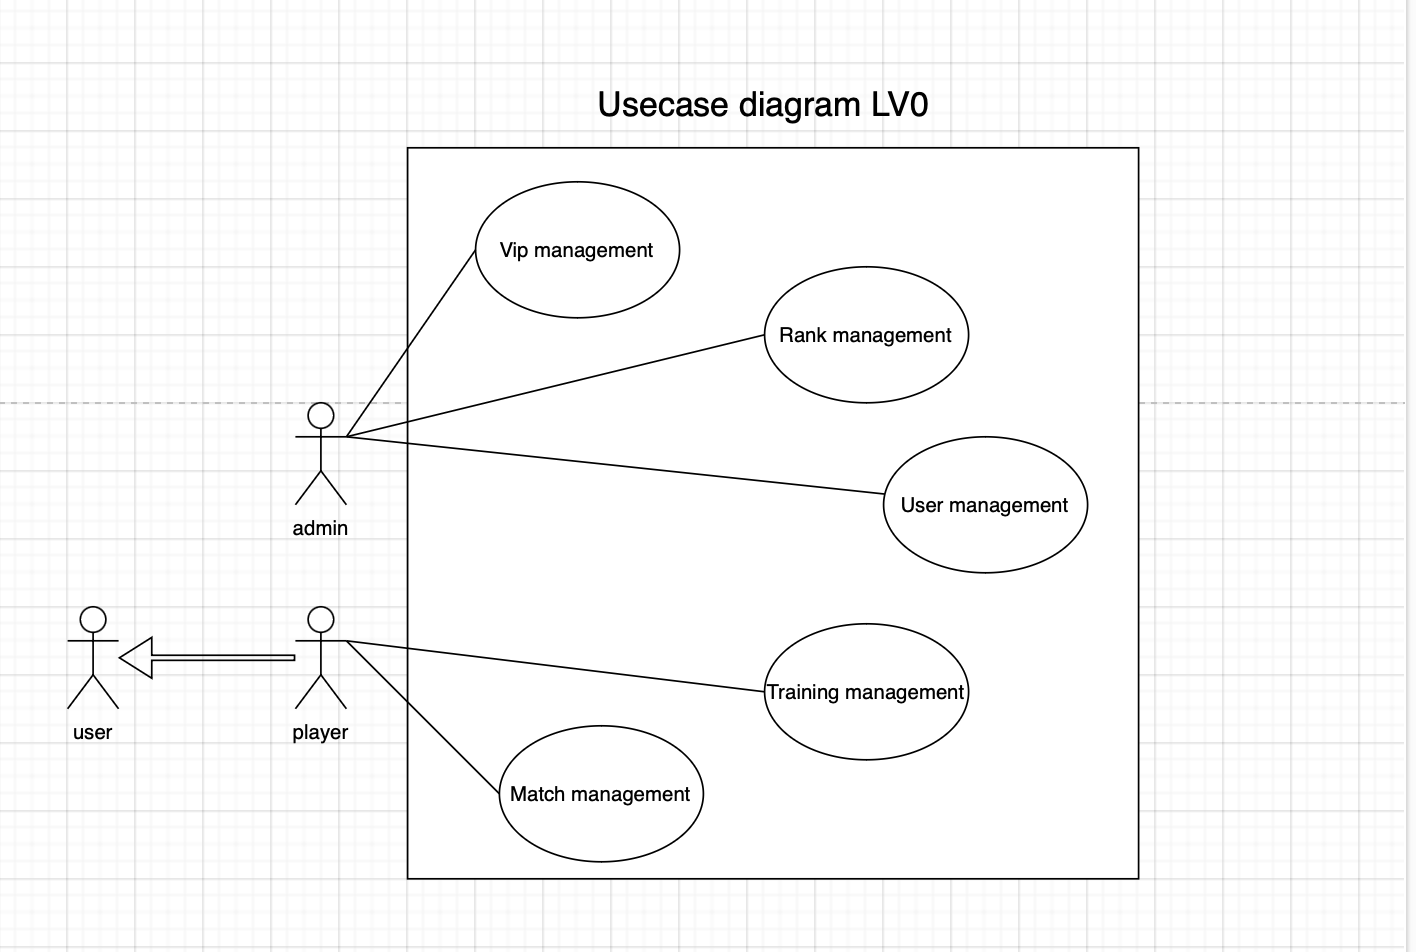 Usecase diagram LV0
Vip management
Rank management
User management
admin
user
player
Training management
Match management